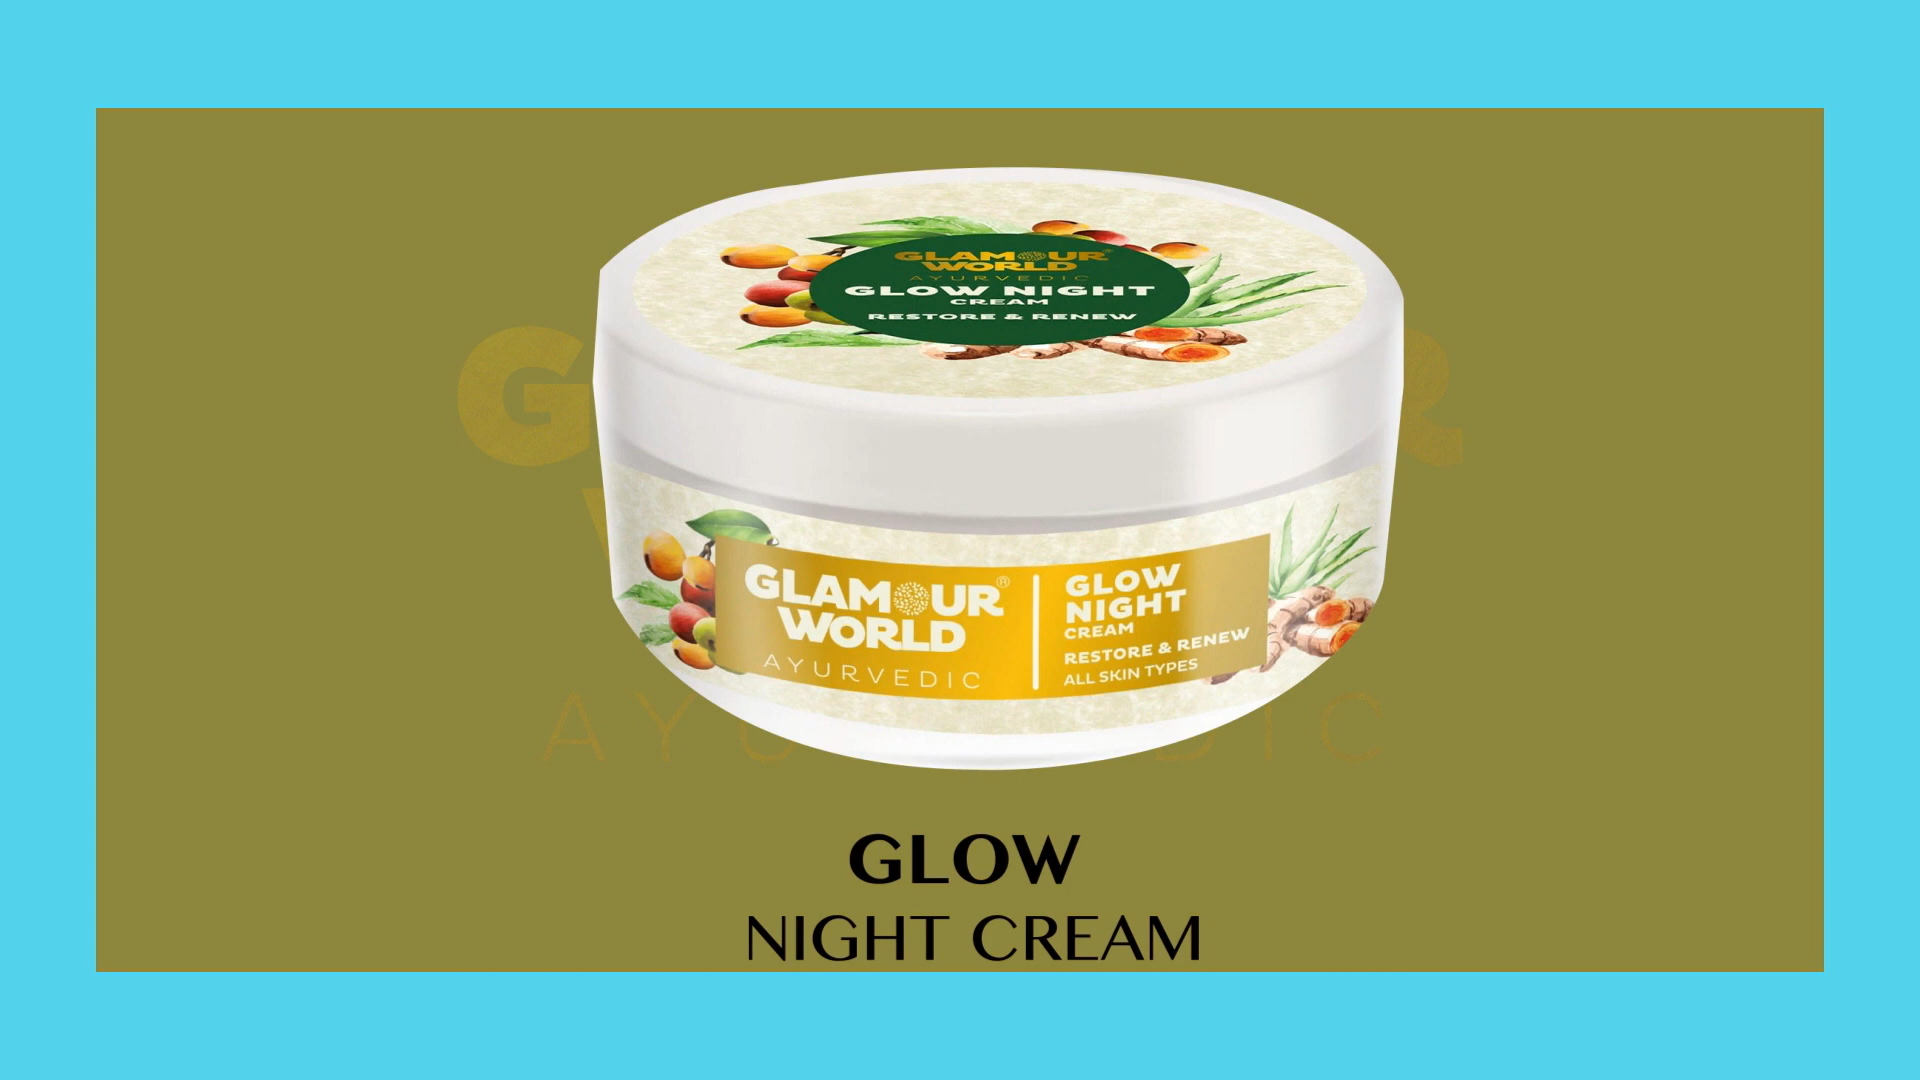 GLAMOUR®
WORLD
AYURVEDIC
GLOW NIGHT
CREAM
RESTORE & RENEW
GLAMOUR®
WORLD
AYURVEDIC
GLOW
NIGHT
CREAM
RESTORE & RENEW
ALL SKIN TYPES
GLOW
NIGHT CREAM